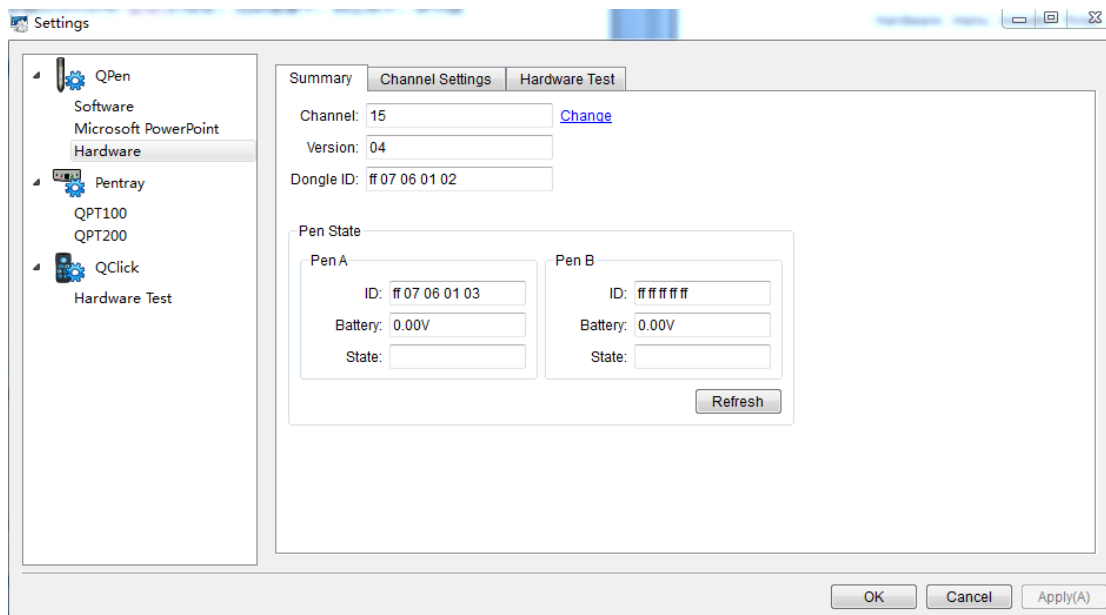 Settings
QPen
Software
Microsoft PowerPoint
Hardware
Pentray
QPT100
QPT200
QClick
Hardware Test
Summary
Channel Settings
Hardware Test
Channel: 15 Change
Version: 04
Dongle ID: ff 07 06 01 02
Pen State
Pen A
ID: ff 07 06 01 03
Battery: 0.00V
State:
Pen B
ID: ff ff ff ff ff
Battery: 0.00V
State:
Refresh
OK
Cancel
Apply(A)